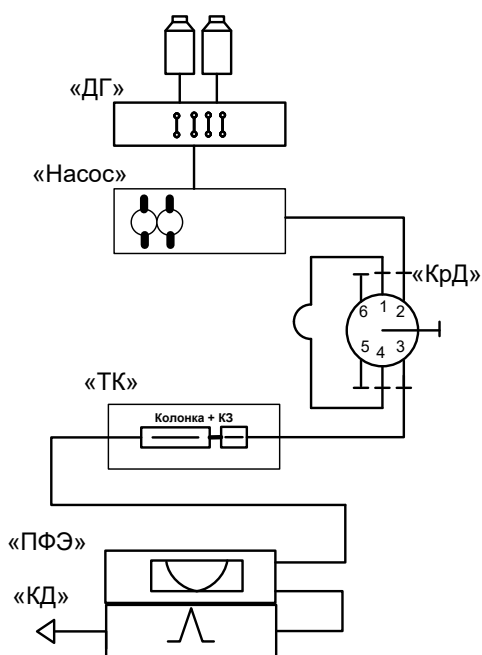 «ДГ»
«Насос»
«КрД»
6 1 2
5 4 3
«ТК»
Колонка + КЗ
«ПФЭ»
«КД»